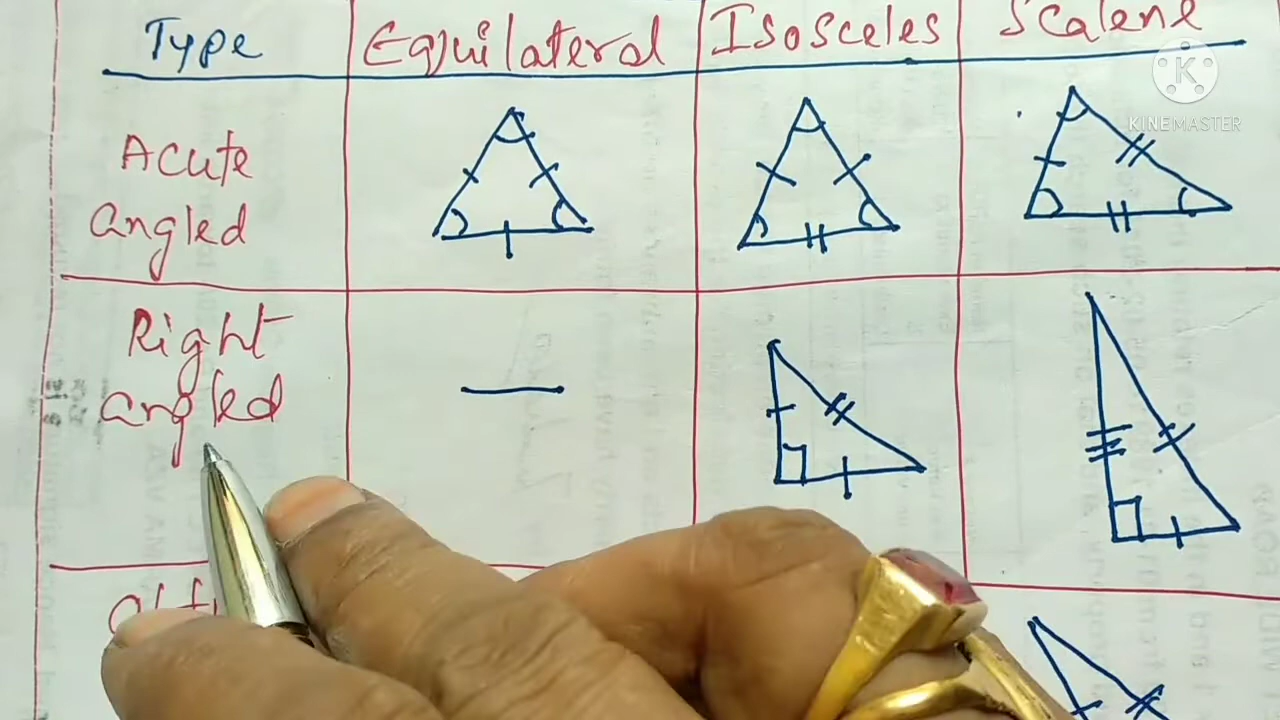 Type Equilateral Isosceles Scalene
K
KINEMASTER
Acute
angled
Right
angled